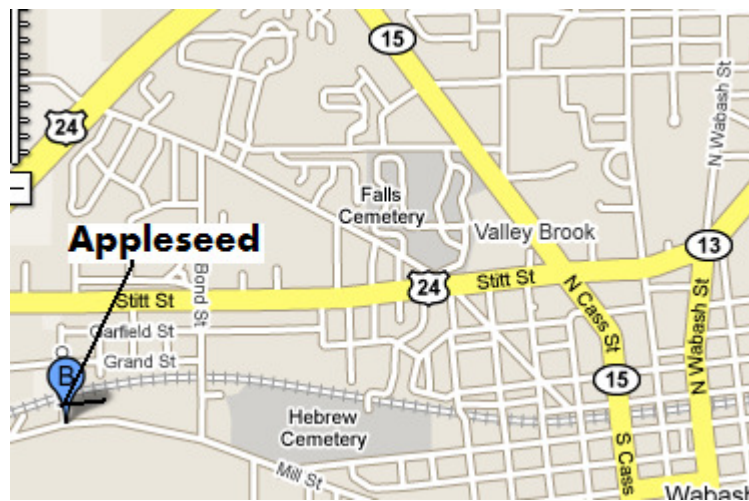 15
24
N Wabash St
Falls
Cemetery
Appleseed
Valley Brook
13
Bond St
24
Stitt St
Stitt St
N Cass St
Garfield St
N Wabash St
Grand St
B
15
Hebrew
Cemetery
S Cass
Mill St
Wabash